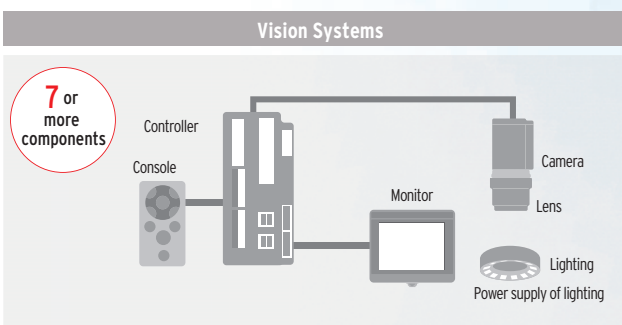 Vision Systems
7 or
more
components
Controller
Console
Monitor
Camera
Lens
Lighting
Power supply of lighting